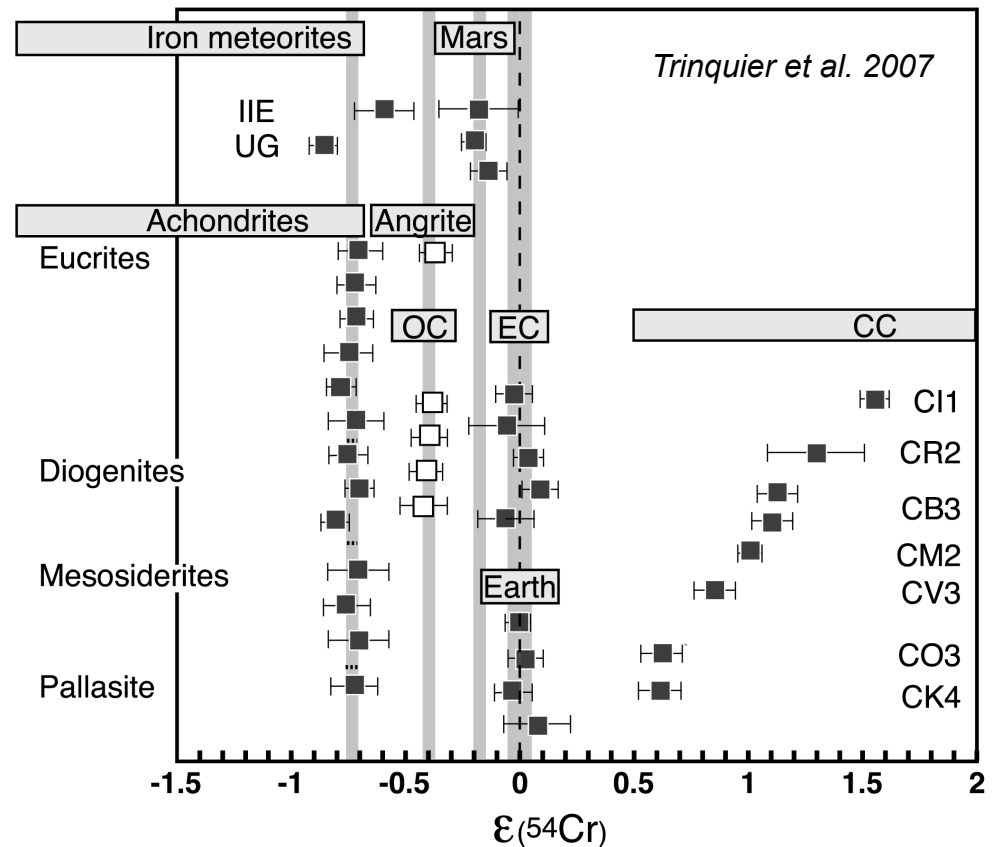 Iron meteorites
Mars
Trinquier et al. 2007
IIE
UG
Achondrites
Angrite
Eucrites
OC
EC
CC
CI1
CR2
Diogenites
CB3
CM2
Mesosiderites
Earth
CV3
CO3
Pallasite
CK4
-1.5 -1 -0.5 0 0.5 1 1.5 2
ε(54Cr)